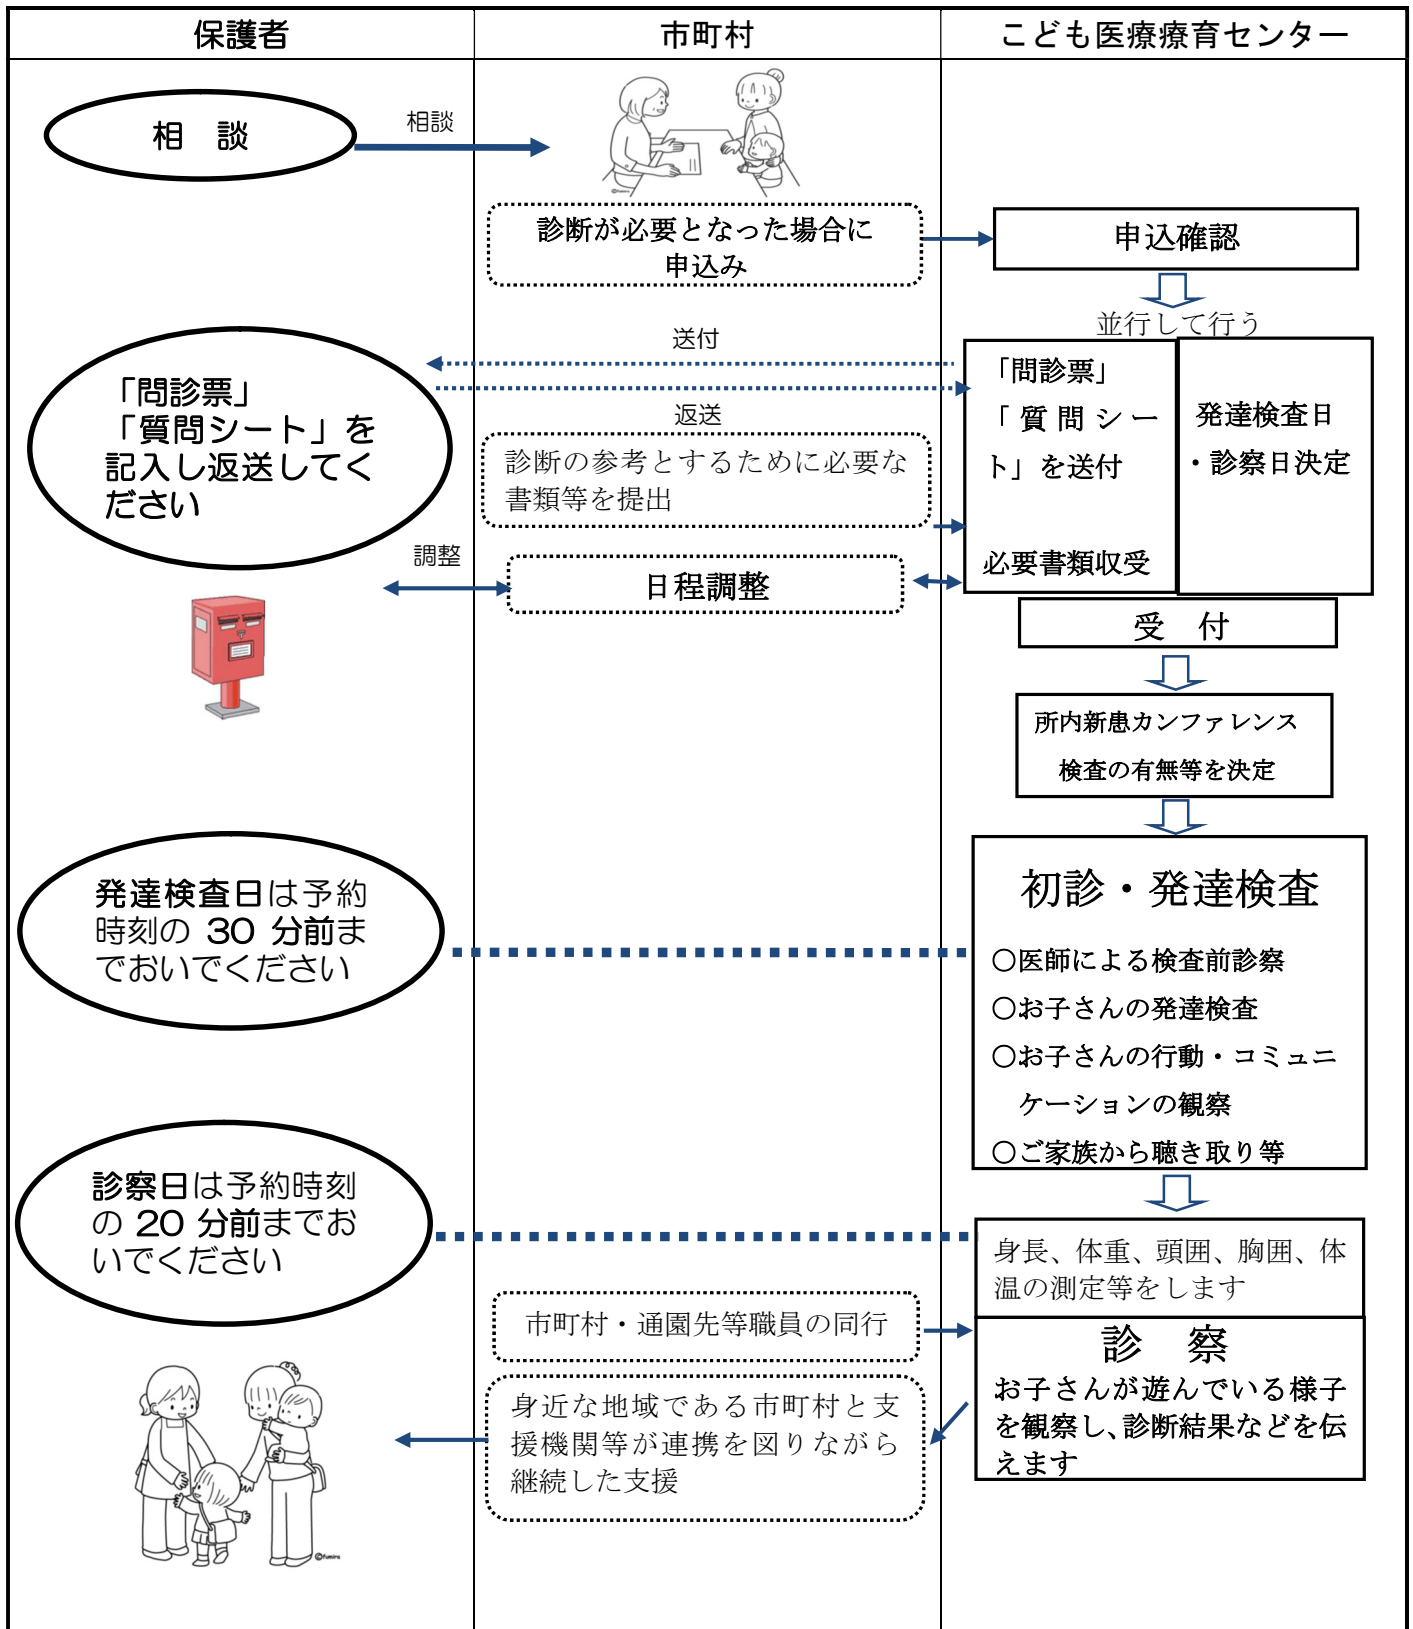 保護者
市町村
こども医療療育センター
相　談
相談
診断が必要となった場合に
申込み
申込確認
並行して行う
送付
「問診票」
「質問シート」を
記入し返送してく
ださい
返送
「問診票」
「質問シー
ト」を送付
必要書類収受
発達検査日
・診察日決定
診断の参考とするために必要な
書類等を提出
調整
日程調整
受　付
所内新患カンファレンス
検査の有無等を決定
発達検査日は予約
時刻の 30 分前ま
でおいでください
初診・発達検査
○医師による検査前診察
○お子さんの発達検査
○お子さんの行動・コミュニ
ケーションの観察
○ご家族から聴き取り等
診察日は予約時刻
の 20 分前までお
いでください
身長、体重、頭囲、胸囲、体
温の測定等をします
市町村・通園先等職員の同行
診　察
お子さんが遊んでいる様子
を観察し、診断結果などを伝
えます
身近な地域である市町村と支
援機関等が連携を図りながら
継続した支援
©fumira